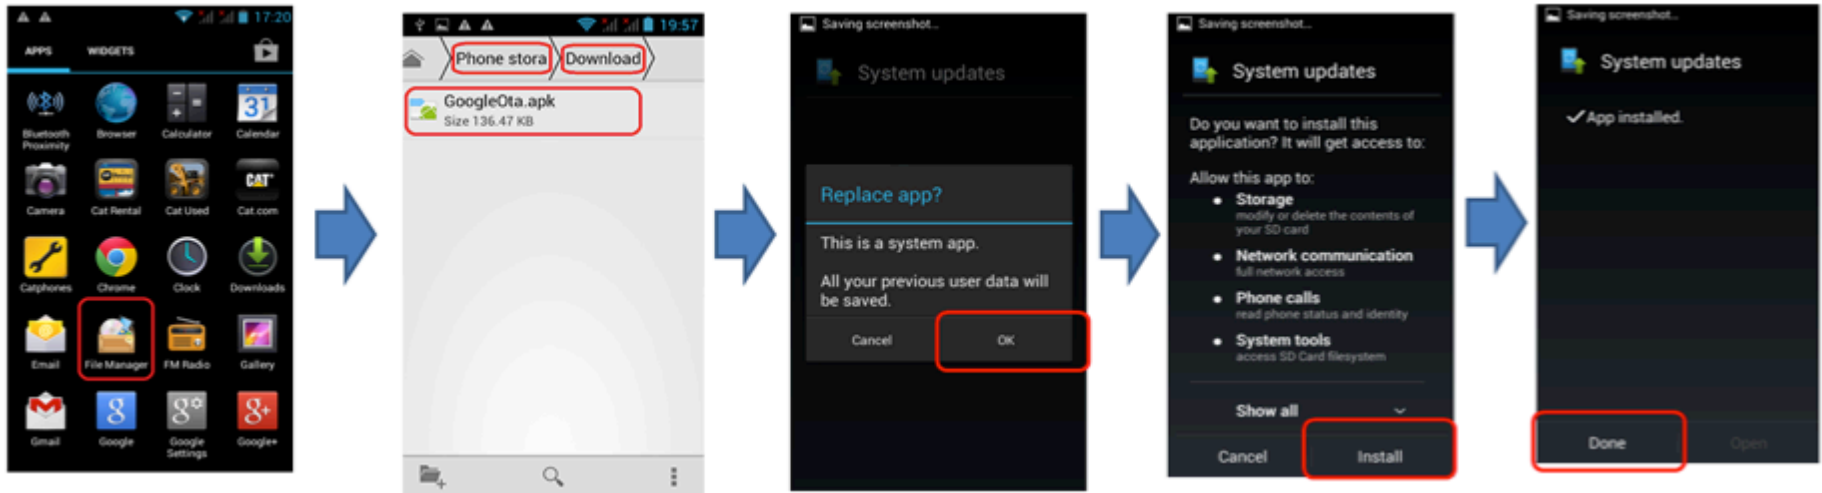 17:20
APPS WIDGETS
31
Bluetooth Proximity Browser Calculator Calendar
CAT
Camera Cat Rental Cat Used Cat.com
Catphones Chrome Clock Downloads
Email File Manager FM Radio Gallery
8 8 8+
Gmail Google Google Settings Google+
19:57
Phone stora Download
GoogleOta.apk
Size 136.47 KB
Saving screenshot...
System updates
Replace app?
This is a system app.
All your previous user data will
be saved.
Cancel OK
Saving screenshot...
System updates
Do you want to install this
application? It will get access to:
Allow this app to:
Storage
modify or delete the contents of
your SD card
Network communication
full network access
Phone calls
read phone status and identity
System tools
access SD Card filesystem
Show all
Cancel Install
Saving screenshot...
System updates
App installed.
Done Open